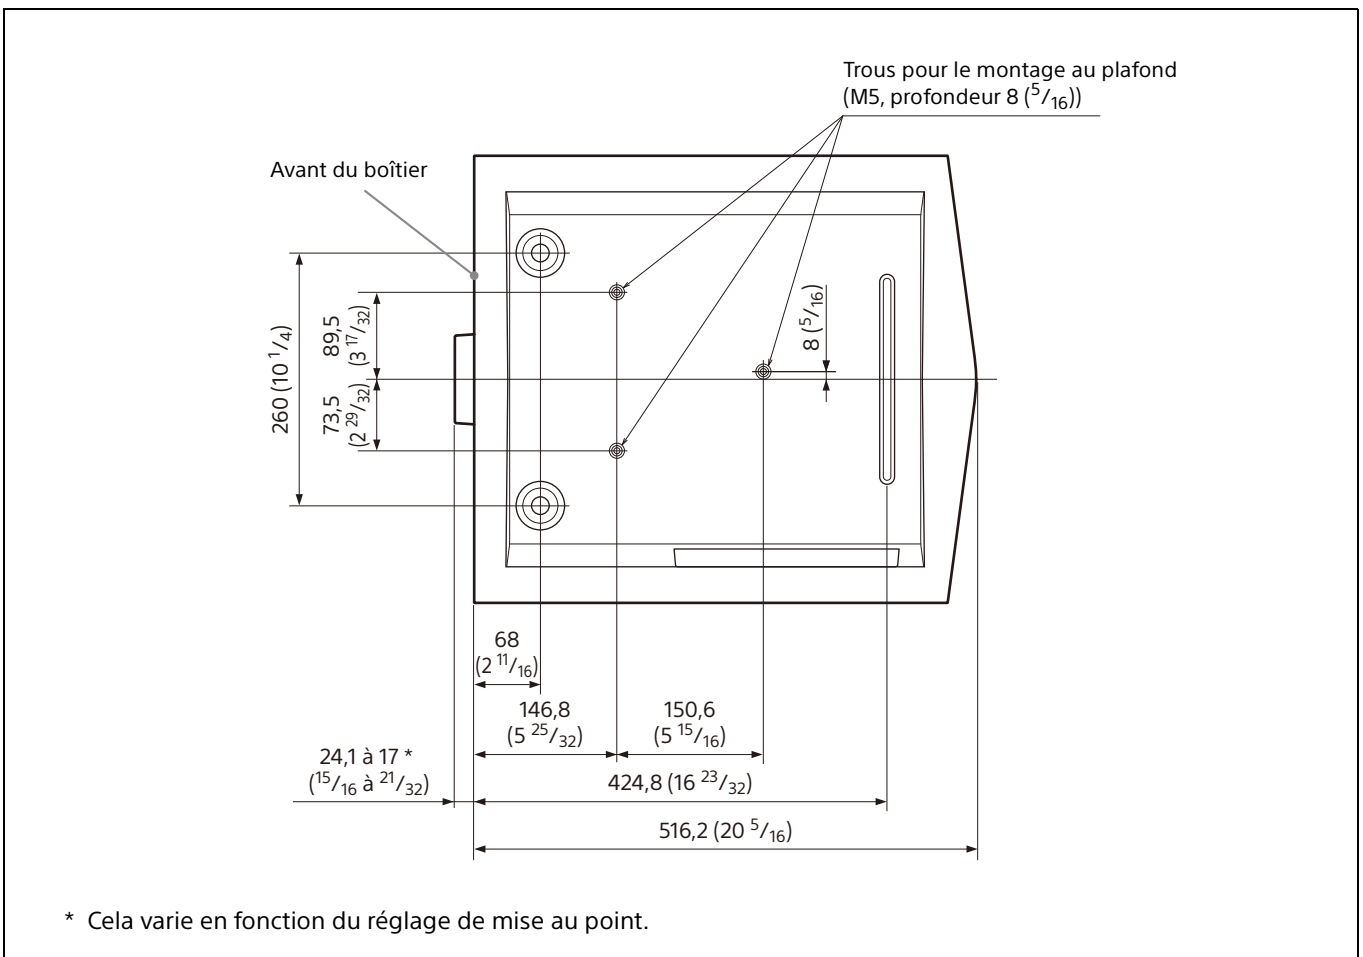 Trous pour le montage au plafond
(M5, profondeur 8 (5/16))
Avant du boîtier
260 (10 1/4)
89,5
(3 17/32)
73,5
(2 29/32)
8 (5/16)
68
(2 11/16)
146,8
(5 25/32)
150,6
(5 15/16)
24,1 à 17 *
(15/16 à 21/32)
424,8 (16 23/32)
516,2 (20 5/16)
* Cela varie en fonction du réglage de mise au point.